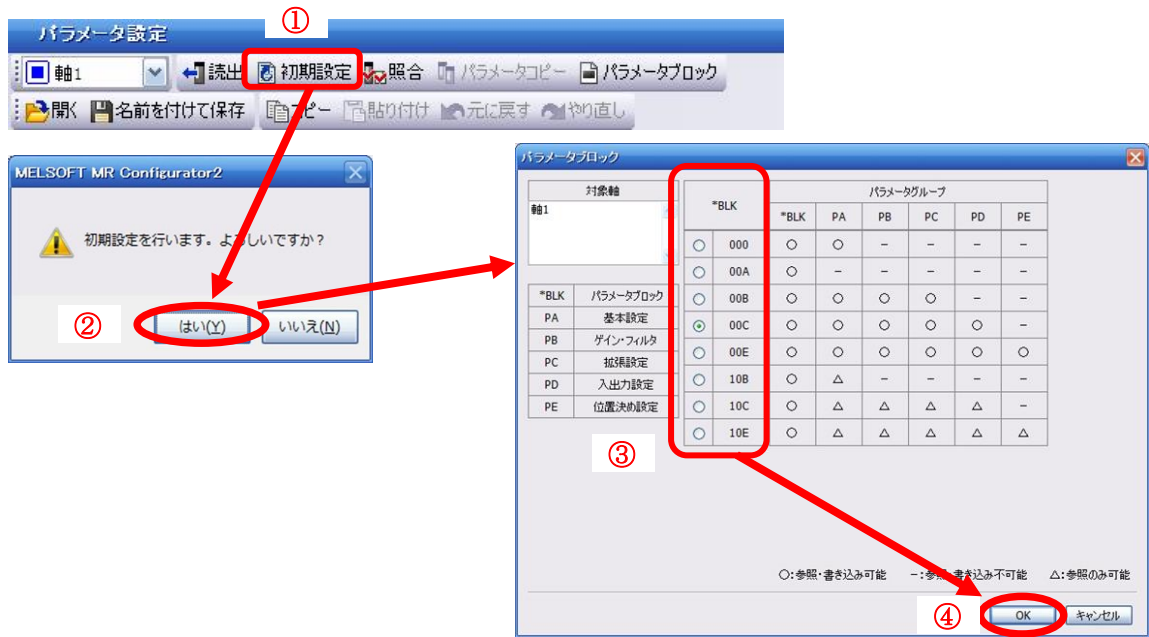 ①
パラメータ設定
軸1 読出 初期設定 照合 パラメータコピー パラメータブロック
開く 名前を付けて保存 コピー 貼り付け 元に戻す やり直し
MELSOFT MR Configurator2
初期設定を行います。よろしいですか?
②
はい(Y) いいえ(N)
パラメータブロック
対象軸
軸1
*BLK パラメータブロック
PA 基本設定
PB ゲイン・フィルタ
PC 拡張設定
PD 入出力設定
PE 位置決め設定
③
*BLK パラメータグループ
*BLK PA PB PC PD PE
000 ○ ○ − − − −
00A ○ − − − − −
00B ○ ○ ○ ○ − −
00C ○ ○ ○ ○ ○ −
00E ○ ○ ○ ○ ○ ○
10B ○ △ − − − −
10C ○ △ △ △ △ −
10E ○ △ △ △ △ △
○:参照・書き込み可能 −:参照・書き込み不可能 △:参照のみ可能
④
OK キャンセル